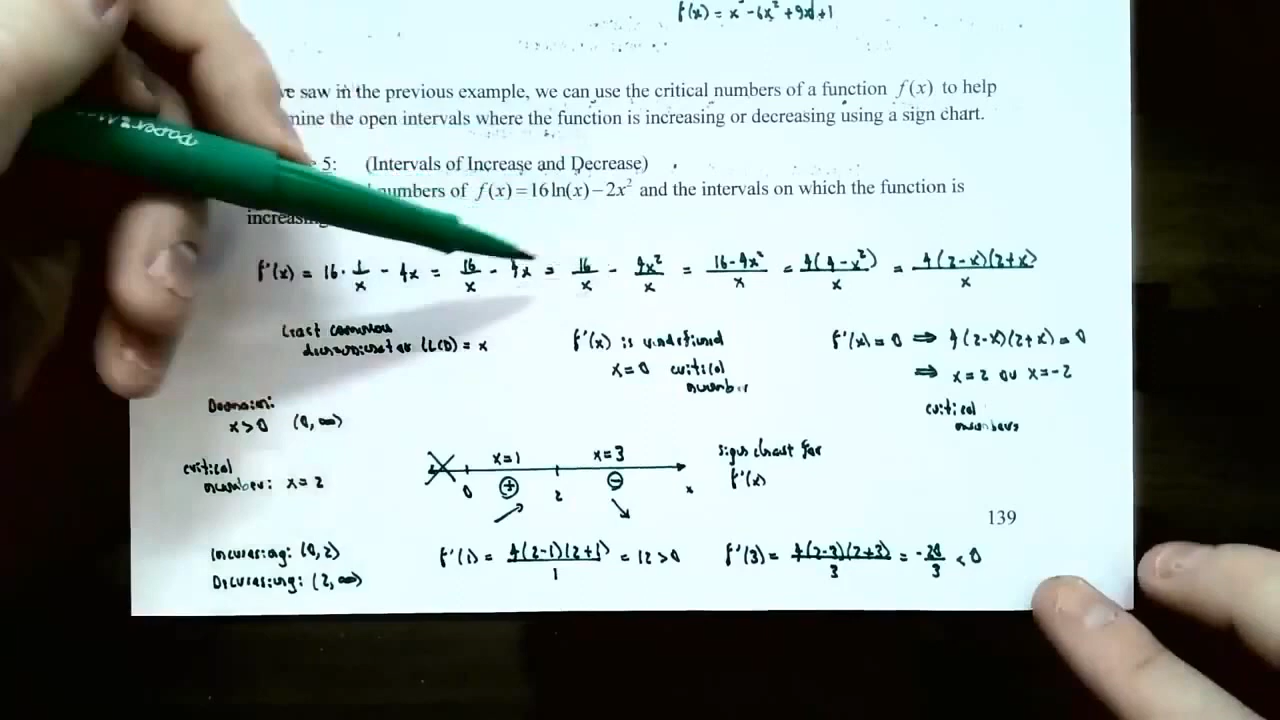 f(x) = x³ - 6x² + 9x + 1
saw in the previous example, we can use the critical numbers of a function f(x) to help
mine the open intervals where the function is increasing or decreasing using a sign chart.
5: (Intervals of Increase and Decrease)
numbers of f(x) = 16 ln(x) − 2x² and the intervals on which the function is
increasing
f'(x) = 16 · 1/x - 4x = 16/x - 4x = 16/x - 4x²/x = (16-4x²)/x = 4(4-x²)/x = 4(2-x)(2+x)/x
Least common
denominator (LCD) = x
f'(x) is undefined
x=0 critical
number
f'(x)=0 ⇒ 4(2-x)(2+x)=0
⇒ x=2 or x=-2
critical
numbers
Domain:
x>0 (0,∞)
critical
number: x=2
x=1 x=3
0 + 2 - x
Sign chart for
f'(x)
139
Increasing: (0,2)
Decreasing: (2,∞)
f'(1) = 4(2-1)(2+1)/1 = 12 > 0
f'(3) = 4(2-3)(2+3)/3 = -20/3 < 0
Paper:M